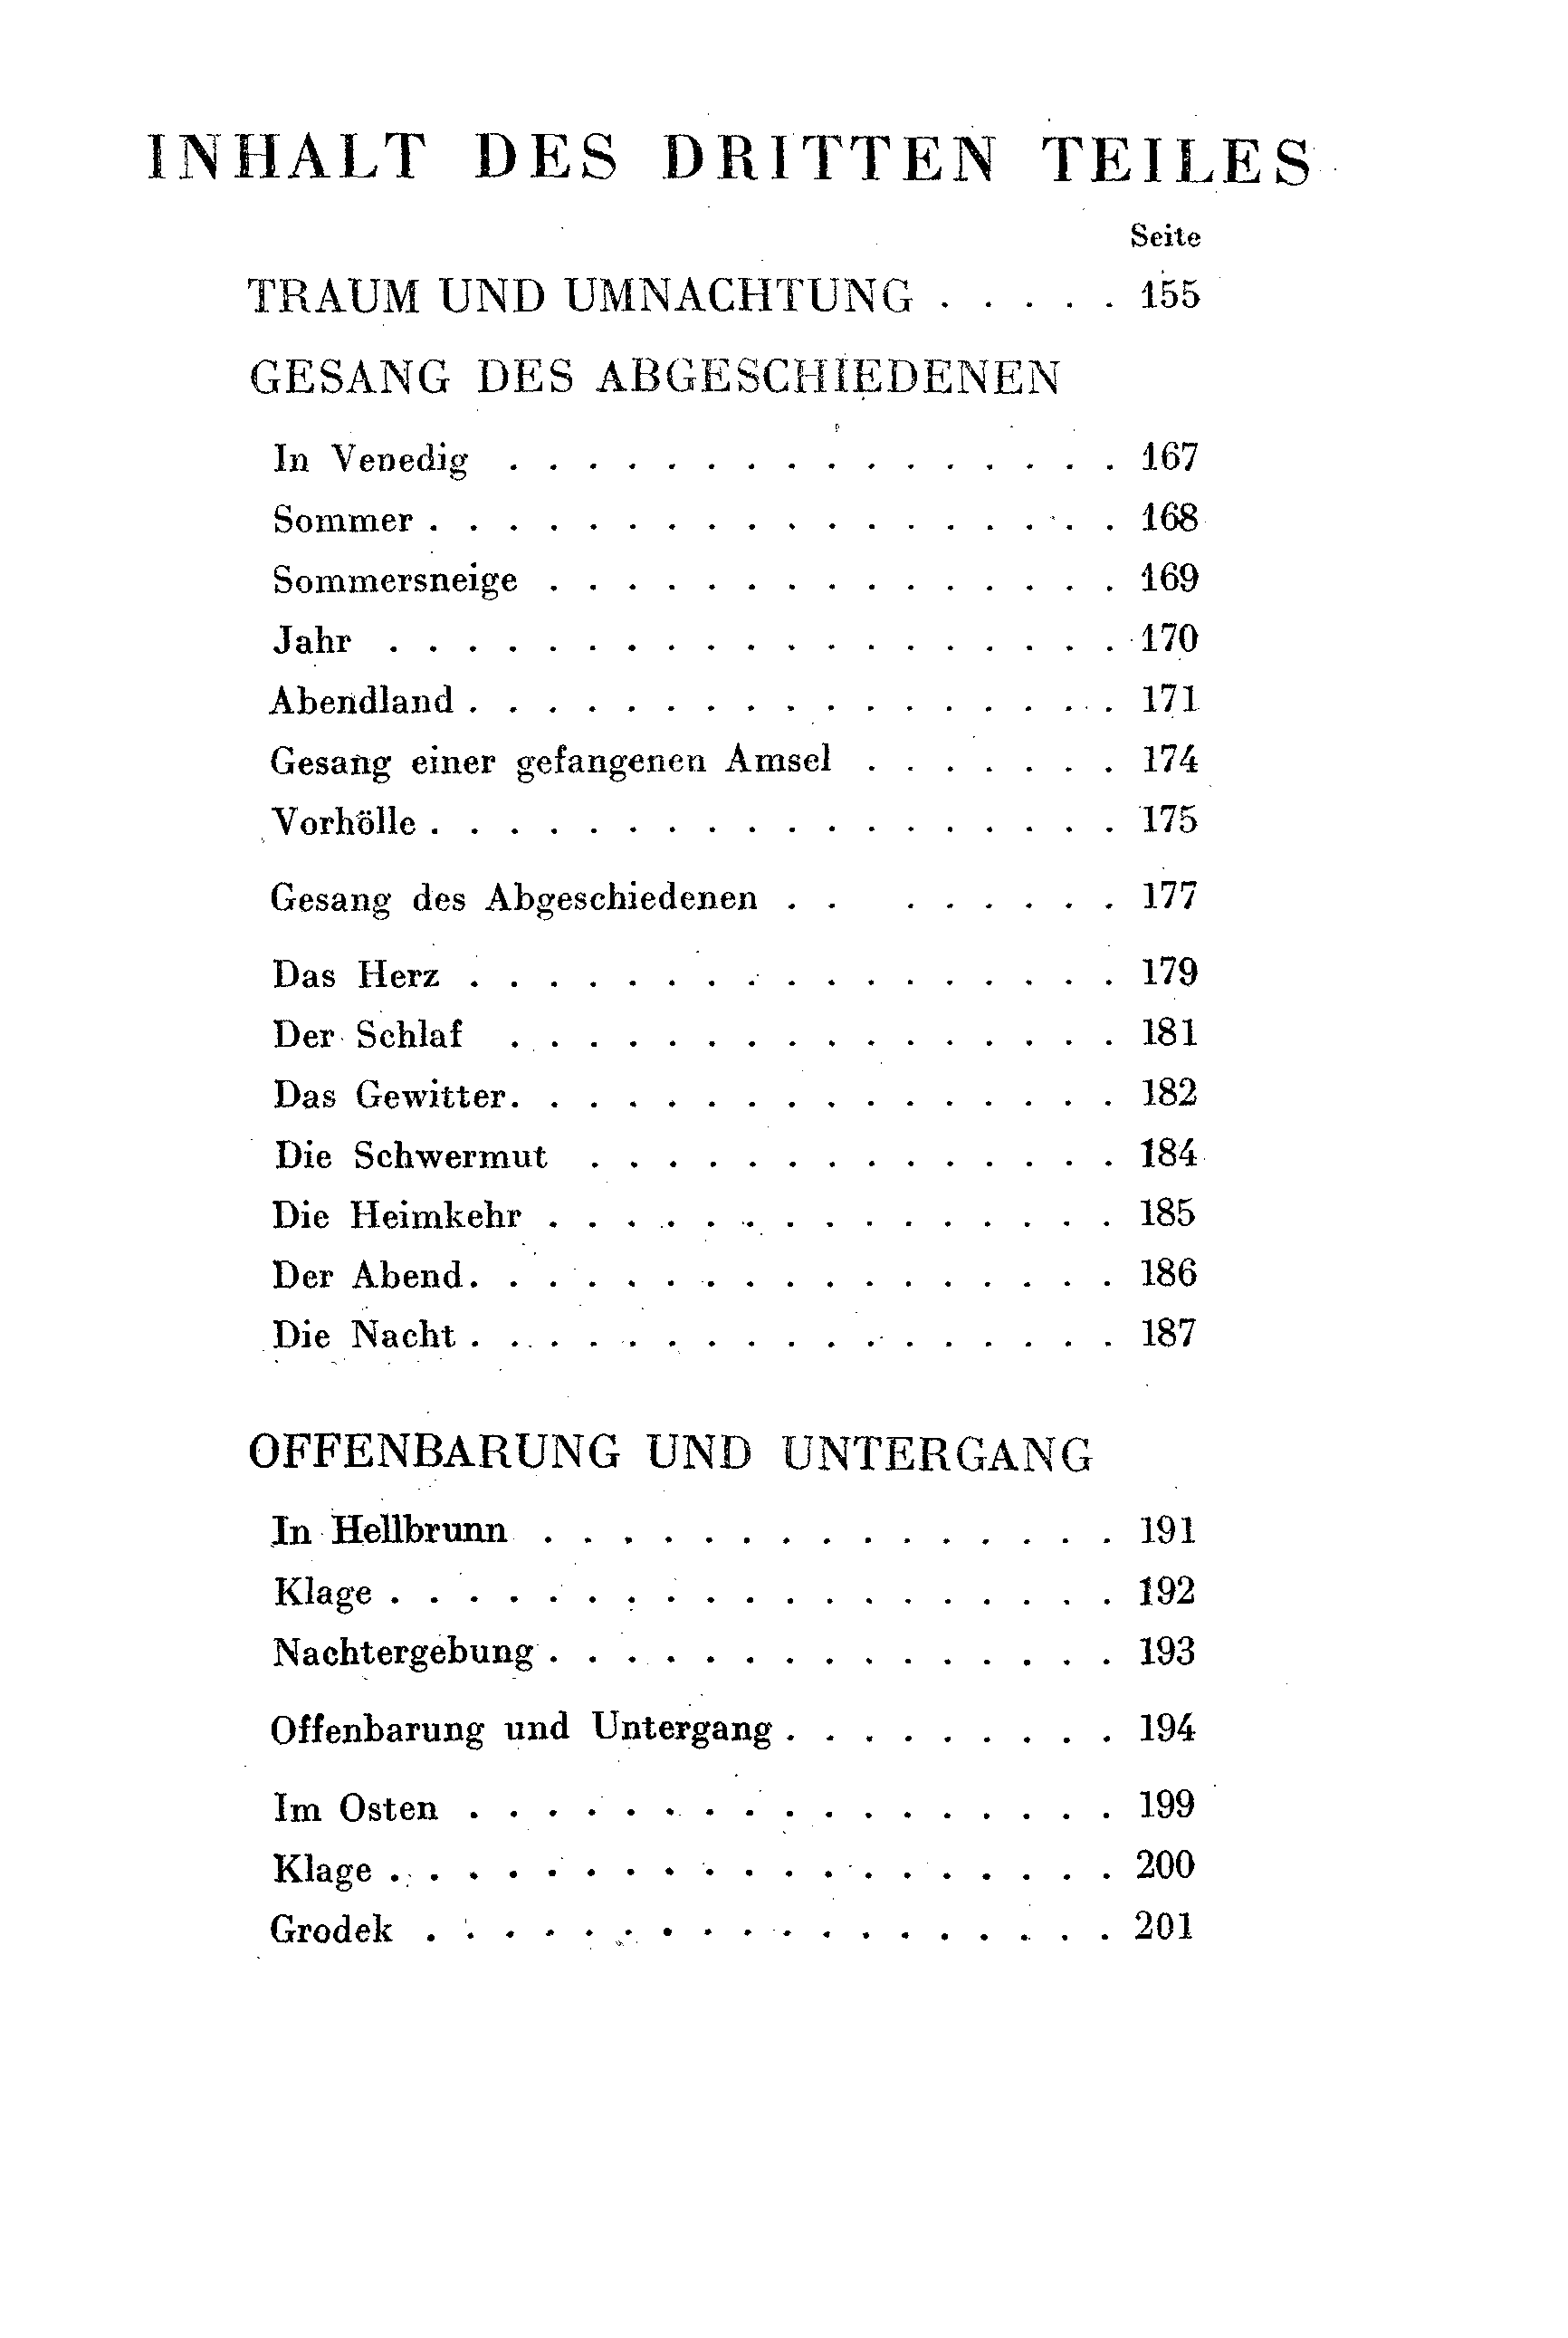 INHALT DES DRITTEN TEILES
Seite
TRAUM UND UMNACHTUNG . . . . . 155
GESANG DES ABGESCHIEDENEN
In Venedig . . . . . . . . . . . . . . . . 167
Sommer . . . . . . . . . . . . . . . . . . 168
Sommersneige . . . . . . . . . . . . . . . 169
Jahr . . . . . . . . . . . . . . . . . . . 170
Abendland . . . . . . . . . . . . . . . . . 171
Gesang einer gefangenen Amsel . . . . . . . 174
Vorhölle . . . . . . . . . . . . . . . . . . 175
Gesang des Abgeschiedenen . . . . . . . . 177
Das Herz . . . . . . . . . . . . . . . . . 179
Der Schlaf . . . . . . . . . . . . . . . . 181
Das Gewitter. . . . . . . . . . . . . . . . 182
Die Schwermut . . . . . . . . . . . . . . 184
Die Heimkehr . . . . . . . . . . . . . . . 185
Der Abend. . . . . . . . . . . . . . . . . 186
Die Nacht . . . . . . . . . . . . . . . . . 187
OFFENBARUNG UND UNTERGANG
In Hellbrunn . . . . . . . . . . . . . . . 191
Klage . . . . . . . . . . . . . . . . . . . 192
Nachtergebung . . . . . . . . . . . . . . . 193
Offenbarung und Untergang . . . . . . . . . 194
Im Osten . . . . . . . . . . . . . . . . . 199
Klage . . . . . . . . . . . . . . . . . . . 200
Grodek . . . . . . . . . . . . . . . . . . 201